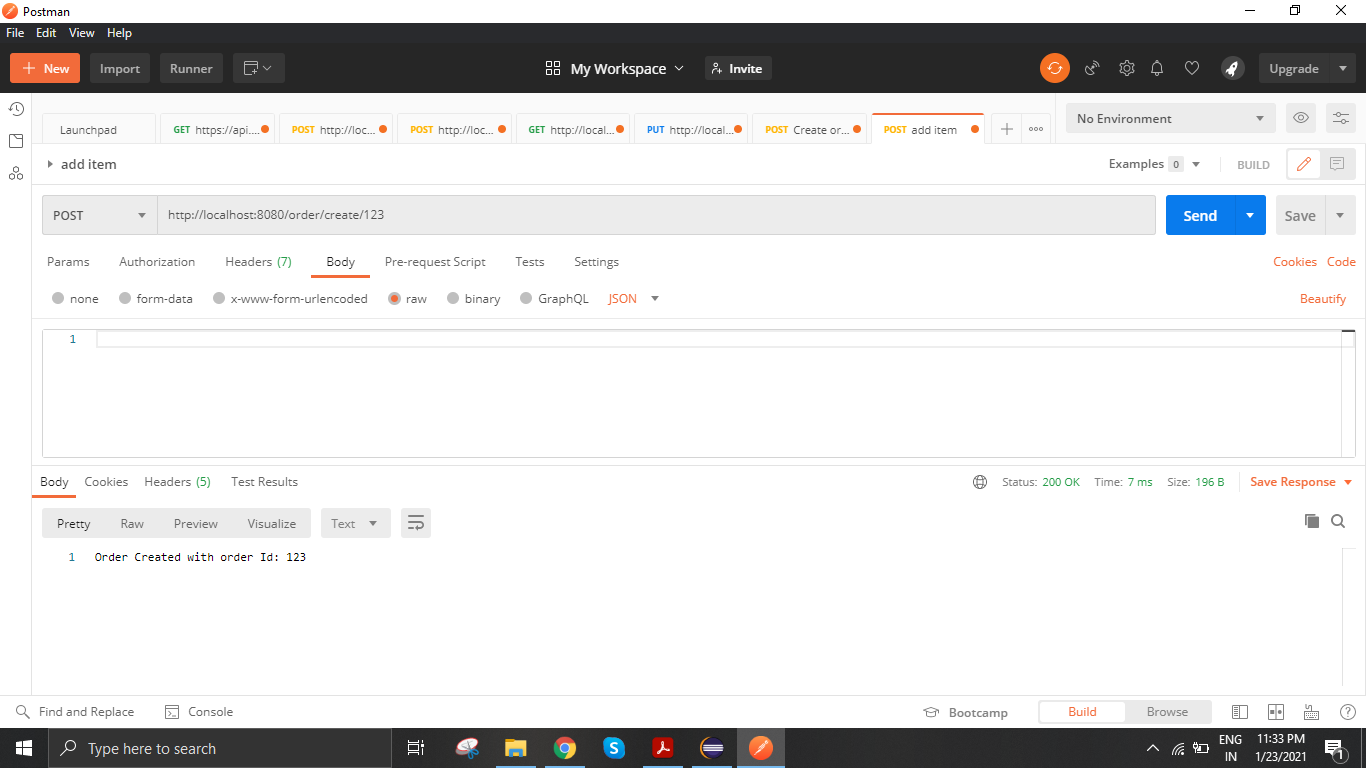 Postman
File Edit View Help
New Import Runner My Workspace Invite Upgrade
Launchpad GET https://api.... POST http://loc... POST http://loc... GET http://local... PUT http://local... POST Create or... POST add item No Environment
add item Examples 0 BUILD
POST http://localhost:8080/order/create/123 Send Save
Params Authorization Headers (7) Body Pre-request Script Tests Settings Cookies Code
none form-data x-www-form-urlencoded raw binary GraphQL JSON Beautify
1
Body Cookies Headers (5) Test Results Status: 200 OK Time: 7 ms Size: 196 B Save Response
Pretty Raw Preview Visualize Text
1 Order Created with order Id: 123
Find and Replace Console Bootcamp Build Browse
Type here to search ENG 11:33 PM
IN 1/23/2021 1